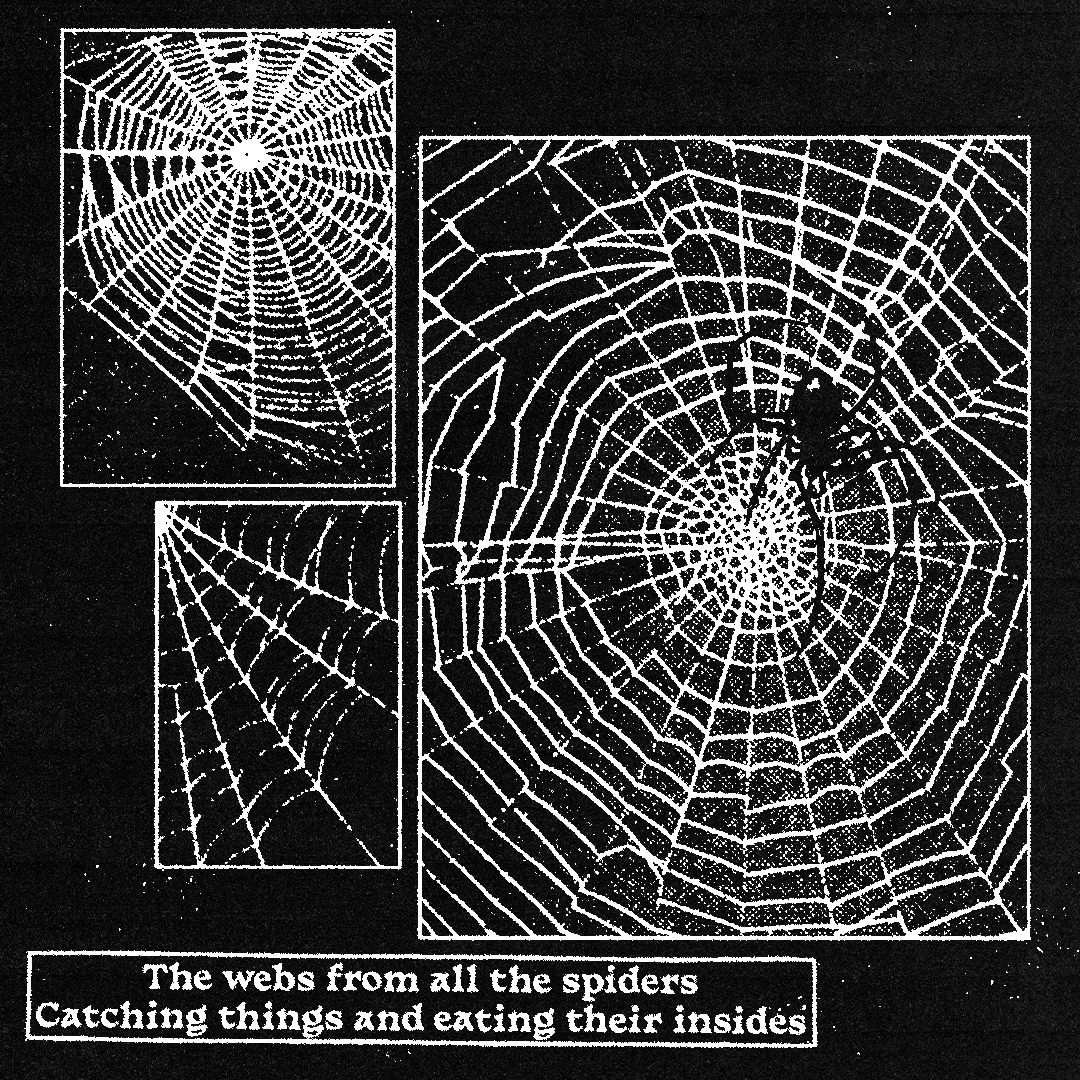 The webs from all the spiders
Catching things and eating their insides